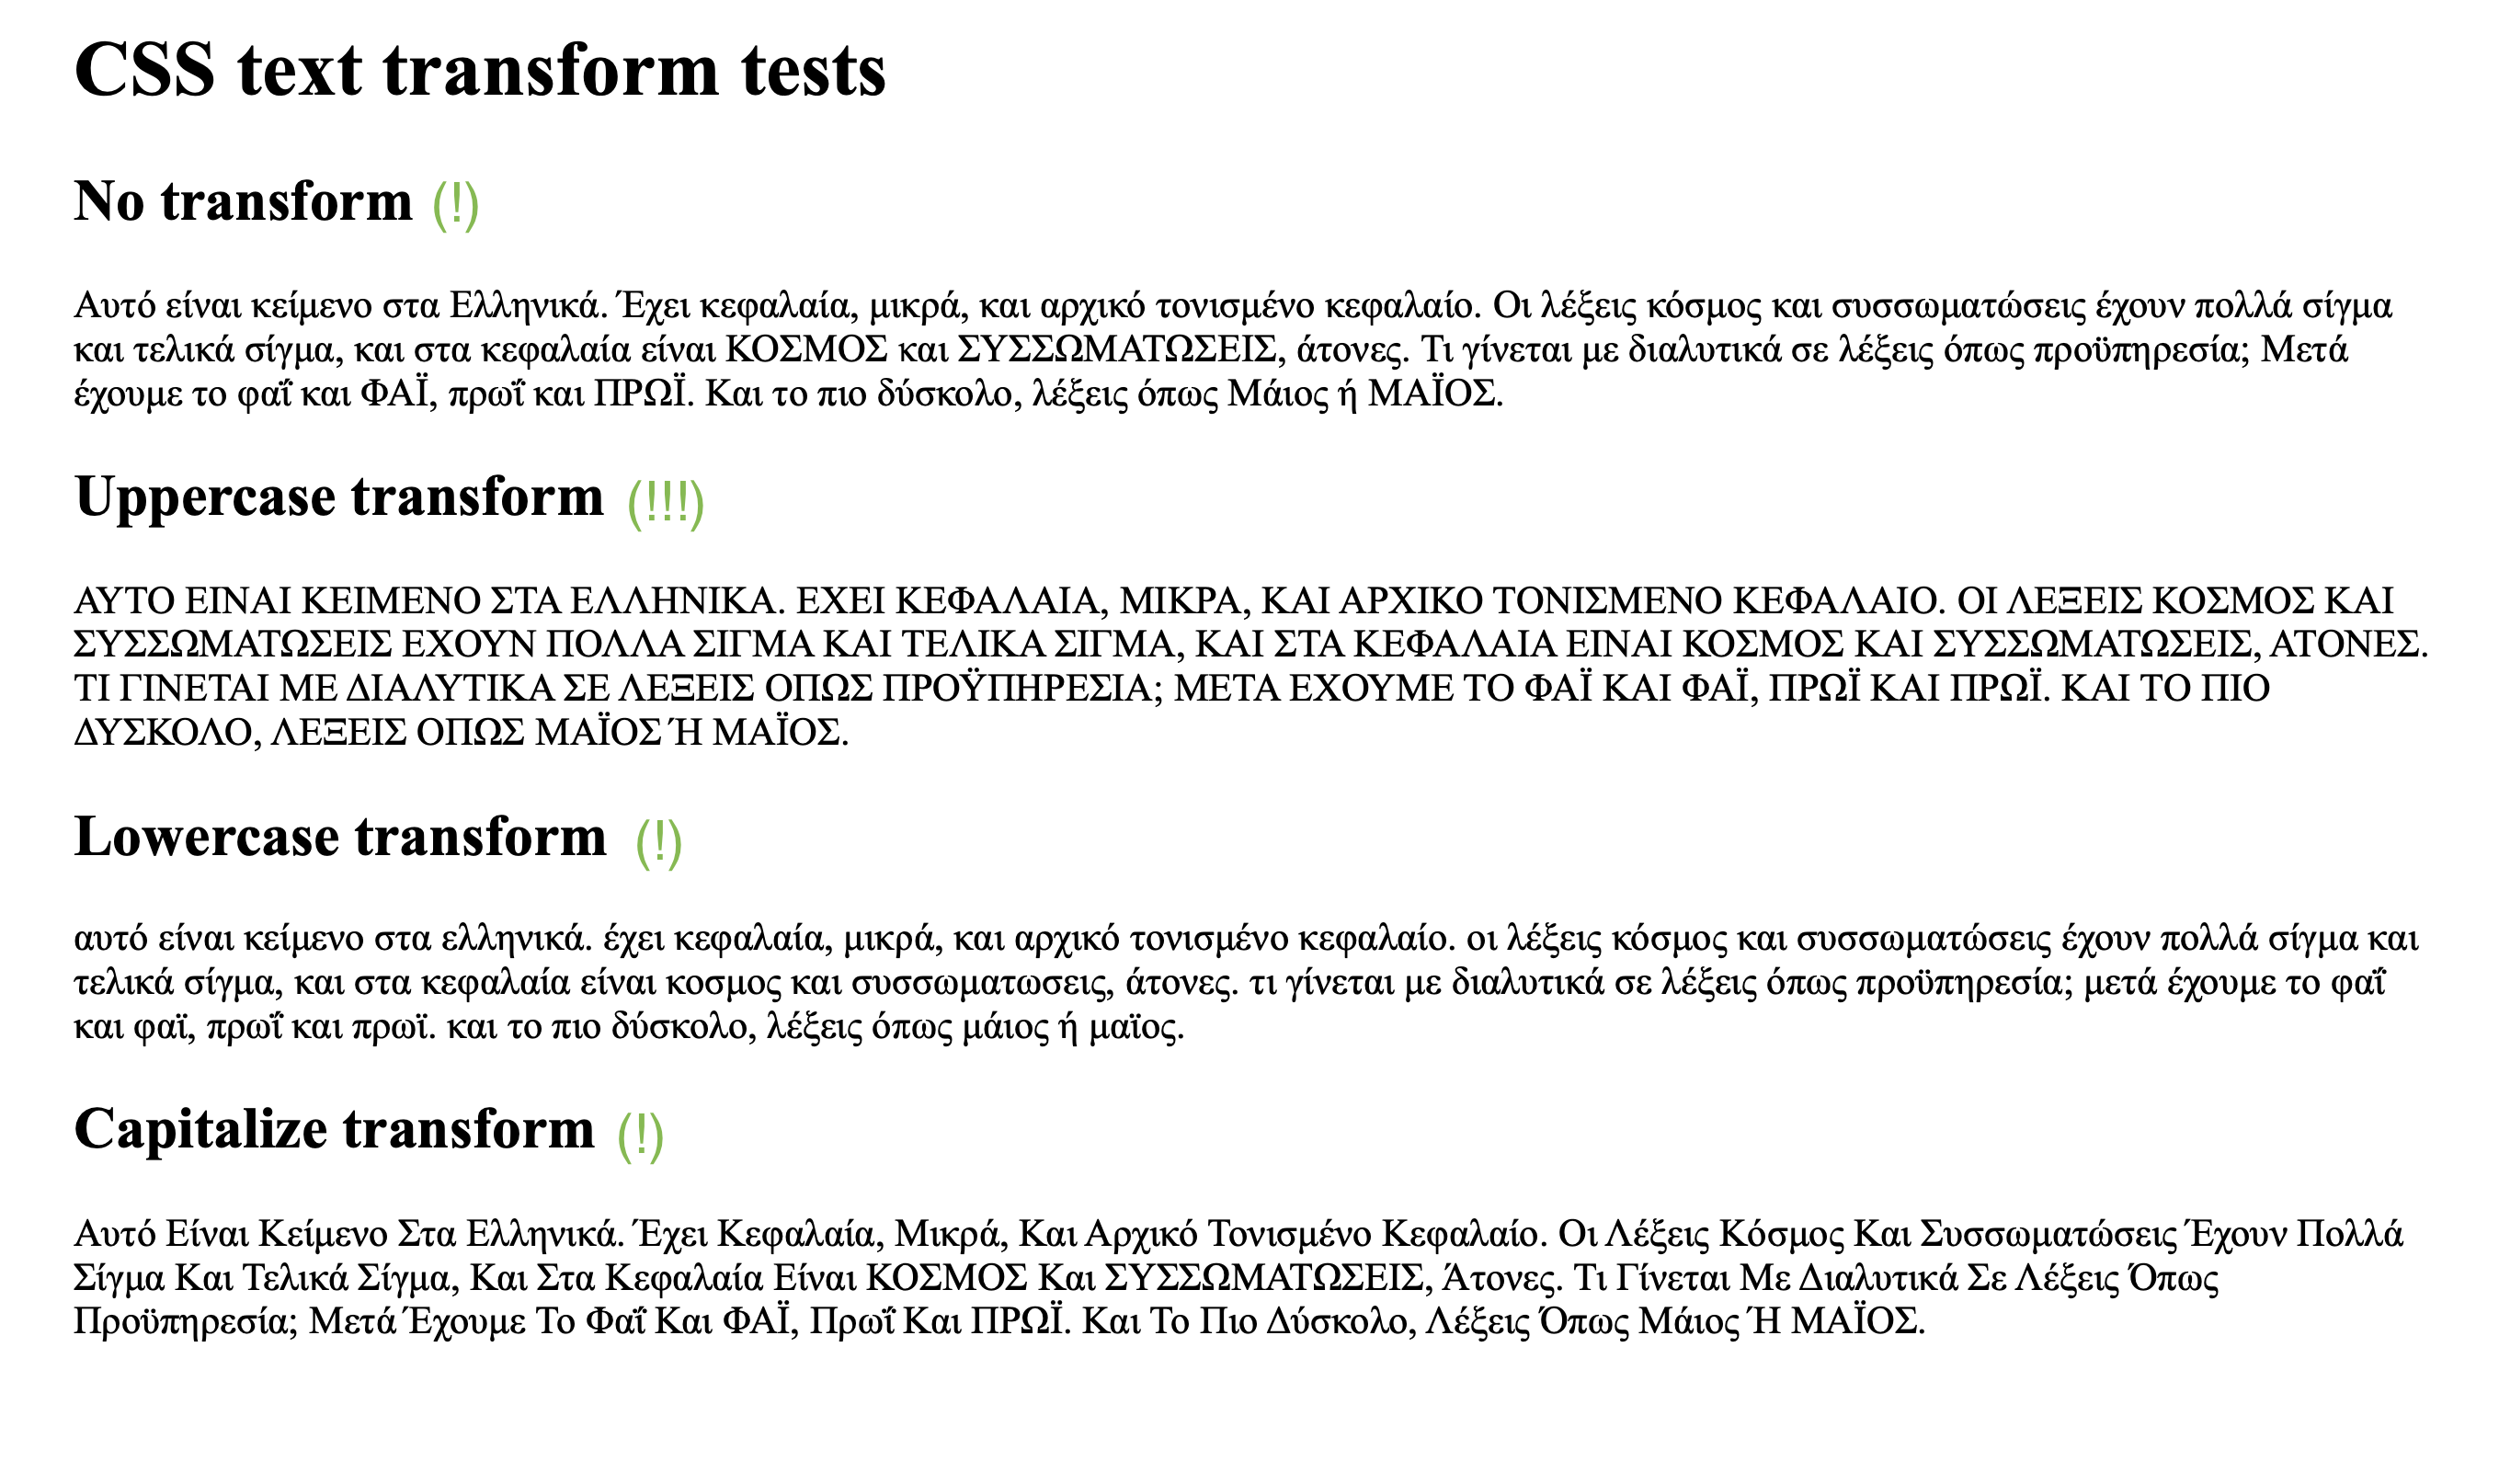 CSS text transform tests
No transform (!)
Αυτό είναι κείμενο στα Ελληνικά. Έχει κεφαλαία, μικρά, και αρχικό τονισμένο κεφαλαίο. Οι λέξεις κόσμος και συσσωματώσεις έχουν πολλά σίγμα
και τελικά σίγμα, και στα κεφαλαία είναι ΚΟΣΜΟΣ και ΣΥΣΣΩΜΑΤΩΣΕΙΣ, άτονες. Τι γίνεται με διαλυτικά σε λέξεις όπως προϋπηρεσία; Μετά
έχουμε το φαΐ και ΦΑΪ, πρωΐ και ΠΡΩΪ. Και το πιο δύσκολο, λέξεις όπως Μάιος ή ΜΑΪΟΣ.
Uppercase transform (!!!)
ΑΥΤΟ ΕΙΝΑΙ ΚΕΙΜΕΝΟ ΣΤΑ ΕΛΛΗΝΙΚΑ. ΕΧΕΙ ΚΕΦΑΛΑΙΑ, ΜΙΚΡΑ, ΚΑΙ ΑΡΧΙΚΟ ΤΟΝΙΣΜΕΝΟ ΚΕΦΑΛΑΙΟ. ΟΙ ΛΕΞΕΙΣ ΚΟΣΜΟΣ ΚΑΙ
ΣΥΣΣΩΜΑΤΩΣΕΙΣ ΕΧΟΥΝ ΠΟΛΛΑ ΣΙΓΜΑ ΚΑΙ ΤΕΛΙΚΑ ΣΙΓΜΑ, ΚΑΙ ΣΤΑ ΚΕΦΑΛΑΙΑ ΕΙΝΑΙ ΚΟΣΜΟΣ ΚΑΙ ΣΥΣΣΩΜΑΤΩΣΕΙΣ, ΑΤΟΝΕΣ.
ΤΙ ΓΙΝΕΤΑΙ ΜΕ ΔΙΑΛΥΤΙΚΑ ΣΕ ΛΕΞΕΙΣ ΟΠΩΣ ΠΡΟΫΠΗΡΕΣΙΑ; ΜΕΤΑ ΕΧΟΥΜΕ ΤΟ ΦΑΪ ΚΑΙ ΦΑΪ, ΠΡΩΪ ΚΑΙ ΠΡΩΪ. ΚΑΙ ΤΟ ΠΙΟ
ΔΥΣΚΟΛΟ, ΛΕΞΕΙΣ ΟΠΩΣ ΜΑΪΟΣ Ή ΜΑΪΟΣ.
Lowercase transform (!)
αυτό είναι κείμενο στα ελληνικά. έχει κεφαλαία, μικρά, και αρχικό τονισμένο κεφαλαίο. οι λέξεις κόσμος και συσσωματώσεις έχουν πολλά σίγμα και
τελικά σίγμα, και στα κεφαλαία είναι κοσμος και συσσωματωσεις, άτονες. τι γίνεται με διαλυτικά σε λέξεις όπως προϋπηρεσία; μετά έχουμε το φαΐ
και φαϊ, πρωΐ και πρωϊ. και το πιο δύσκολο, λέξεις όπως μάιος ή μαϊος.
Capitalize transform (!)
Αυτό Είναι Κείμενο Στα Ελληνικά. Έχει Κεφαλαία, Μικρά, Και Αρχικό Τονισμένο Κεφαλαίο. Οι Λέξεις Κόσμος Και Συσσωματώσεις Έχουν Πολλά
Σίγμα Και Τελικά Σίγμα, Και Στα Κεφαλαία Είναι ΚΟΣΜΟΣ Και ΣΥΣΣΩΜΑΤΩΣΕΙΣ, Άτονες. Τι Γίνεται Με Διαλυτικά Σε Λέξεις Όπως
Προϋπηρεσία; Μετά Έχουμε Το Φαΐ Και ΦΑΪ, Πρωΐ Και ΠΡΩΪ. Και Το Πιο Δύσκολο, Λέξεις Όπως Μάιος Ή ΜΑΪΟΣ.